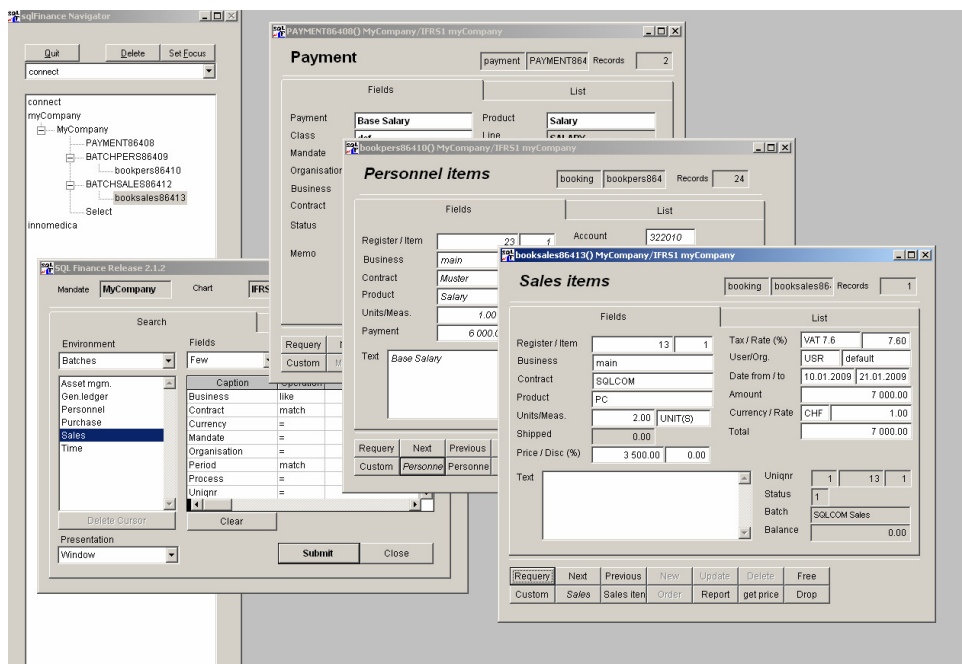 sqlFinance Navigator
Quit Delete Set Focus
connect
connect
myCompany
MyCompany
PAYMENT86408
BATCHPERS86409
bookpers86410
BATCHSALES86412
booksales86413
Select
innomedica
PAYMENT86408() MyCompany/IFRS1 myCompany
Payment
payment PAYMENT864 Records 2
Fields List
Payment Base Salary Product Salary
Class def Line SALARY
Mandate
Organisation
Business
Contract
Status
Memo
Requery
Custom
bookpers86410() MyCompany/IFRS1 myCompany
Personnel items
booking bookpers864 Records 24
Fields List
Register / Item 23 1 Account 322010
Business main
Contract Muster
Product Salary
Units/Meas. 1.00
Payment 6 000.0
Text Base Salary
Requery Next Previous
Custom Personne Personne
SQL Finance Release 2.1.2
Mandate MyCompany Chart IFRS
Search
Environment Fields
Batches Few
Asset mgm.
Gen.ledger
Personnel
Purchase
Sales
Time
Caption Operation
Business like
Contract match
Currency =
Mandate =
Organisation =
Period match
Process =
Uniqnr =
Delete Cursor Clear
Presentation
Window Submit Close
booksales86413() MyCompany/IFRS1 myCompany
Sales items
booking booksales86 Records 1
Fields List
Register / Item 13 1 Tax / Rate (%) VAT 7.6 7.60
Business main User/Org. USR default
Contract SQLCOM Date from / to 10.01.2009 21.01.2009
Product PC Amount 7 000.00
Units/Meas. 2.00 UNIT(S) Currency / Rate CHF 1.00
Shipped 0.00 Total 7 000.00
Price / Disc (%) 3 500.00 0.00
Text Uniqnr 1 13 1
Status 1
Batch SQLCOM Sales
Balance 0.00
Requery Next Previous New Update Delete Free
Custom Sales Sales iten Order Report get price Drop